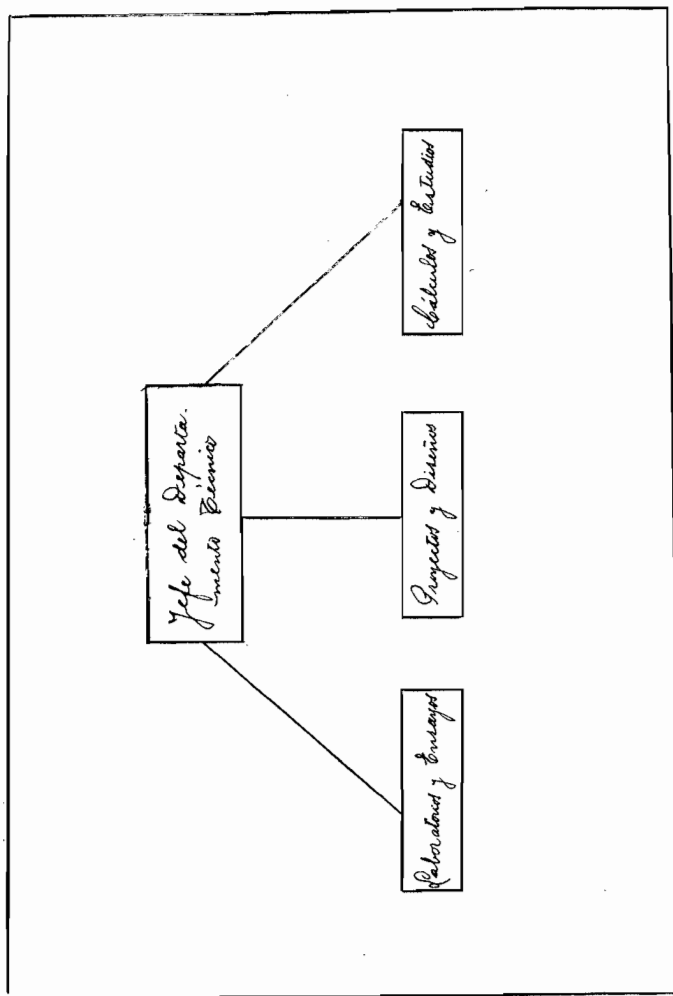 Jefe del Departa-
mento Técnico
Laboratorios y Ensayos
Proyectos y Diseños
Cálculos y Estudios